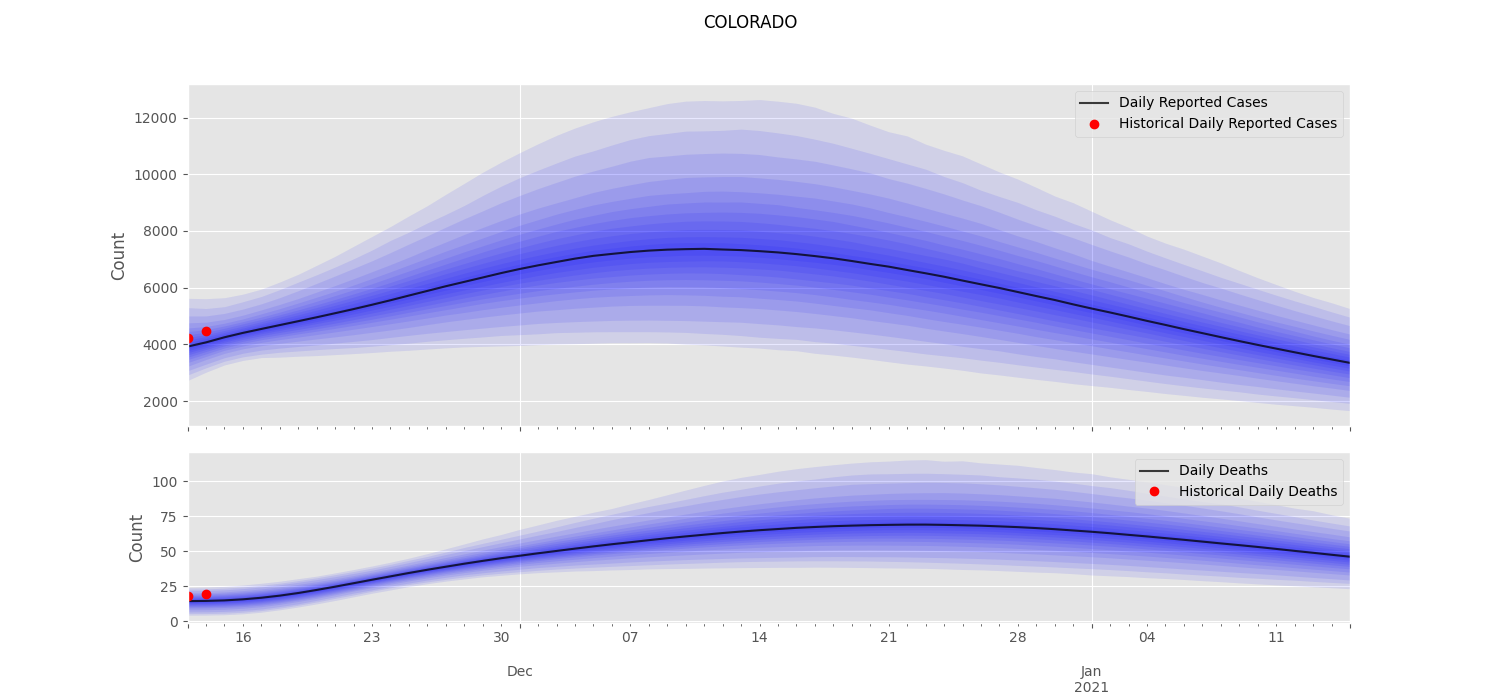 COLORADO
Count
12000
10000
8000
6000
4000
2000
Daily Reported Cases
Historical Daily Reported Cases
Count
100
75
50
25
0
Daily Deaths
Historical Daily Deaths
16 23 30 07 14 21 28 04 11
Dec Jan
2021